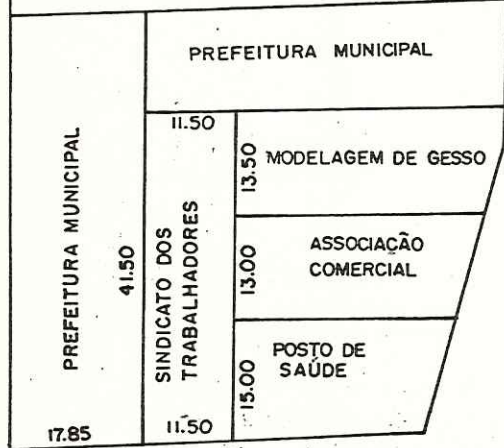 PREFEITURA MUNICIPAL
PREFEITURA MUNICIPAL
17.85
41.50
11.50
SINDICATO DOS
TRABALHADORES
11.50
13.50
MODELAGEM DE GESSO
13.00
ASSOCIAÇÃO
COMERCIAL
15.00
POSTO DE
SAÚDE